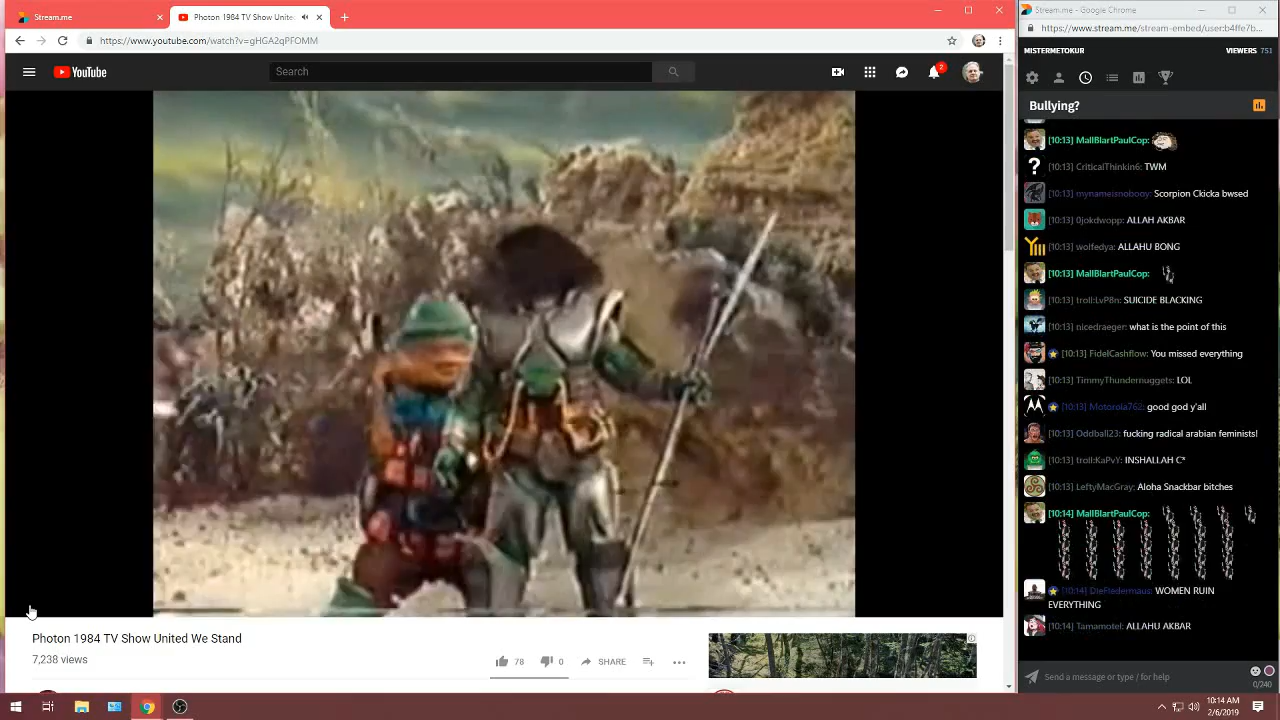 Stream.me
Photon 1984 TV Show Unite
https://www.youtube.com/watch?v=gHGA2qPFOMM
YouTube
Search
2
Photon 1984 TV Show United We Stand
7,238 views
78
0
SHARE
Stream.me - Google Chrome
https://www.stream.me/stream-embed/user:b4ffe7b...
MISTERMETOKUR
VIEWERS 751
Bullying?
[10:13] MallBlartPaulCop:
[10:13] CriticalThinkin6: TWM
[10:13] mynameisnobooy: Scorpion Ckicka bwsed
[10:13] 0jokdwopp: ALLAH AKBAR
[10:13] wolfedya: ALLAHU BONG
[10:13] MallBlartPaulCop:
[10:13] troll:LvP8n: SUICIDE BLACKING
[10:13] nicedraeger: what is the point of this
[10:13] FidelCashflow: You missed everything
[10:13] TimmyThundernuggets: LOL
[10:13] Motorola762: good god y'all
[10:13] Oddball23: fucking radical arabian feminists!
[10:13] troll:KaPvY: INSHALLAH C*
[10:13] LeftyMacGray: Aloha Snackbar bitches
[10:14] MallBlartPaulCop:
[10:14] DieFledermaus: WOMEN RUIN
EVERYTHING
[10:14] Tamamotel: ALLAHU AKBAR
Send a message or type / for help
0/240
10:14 AM
2/6/2019